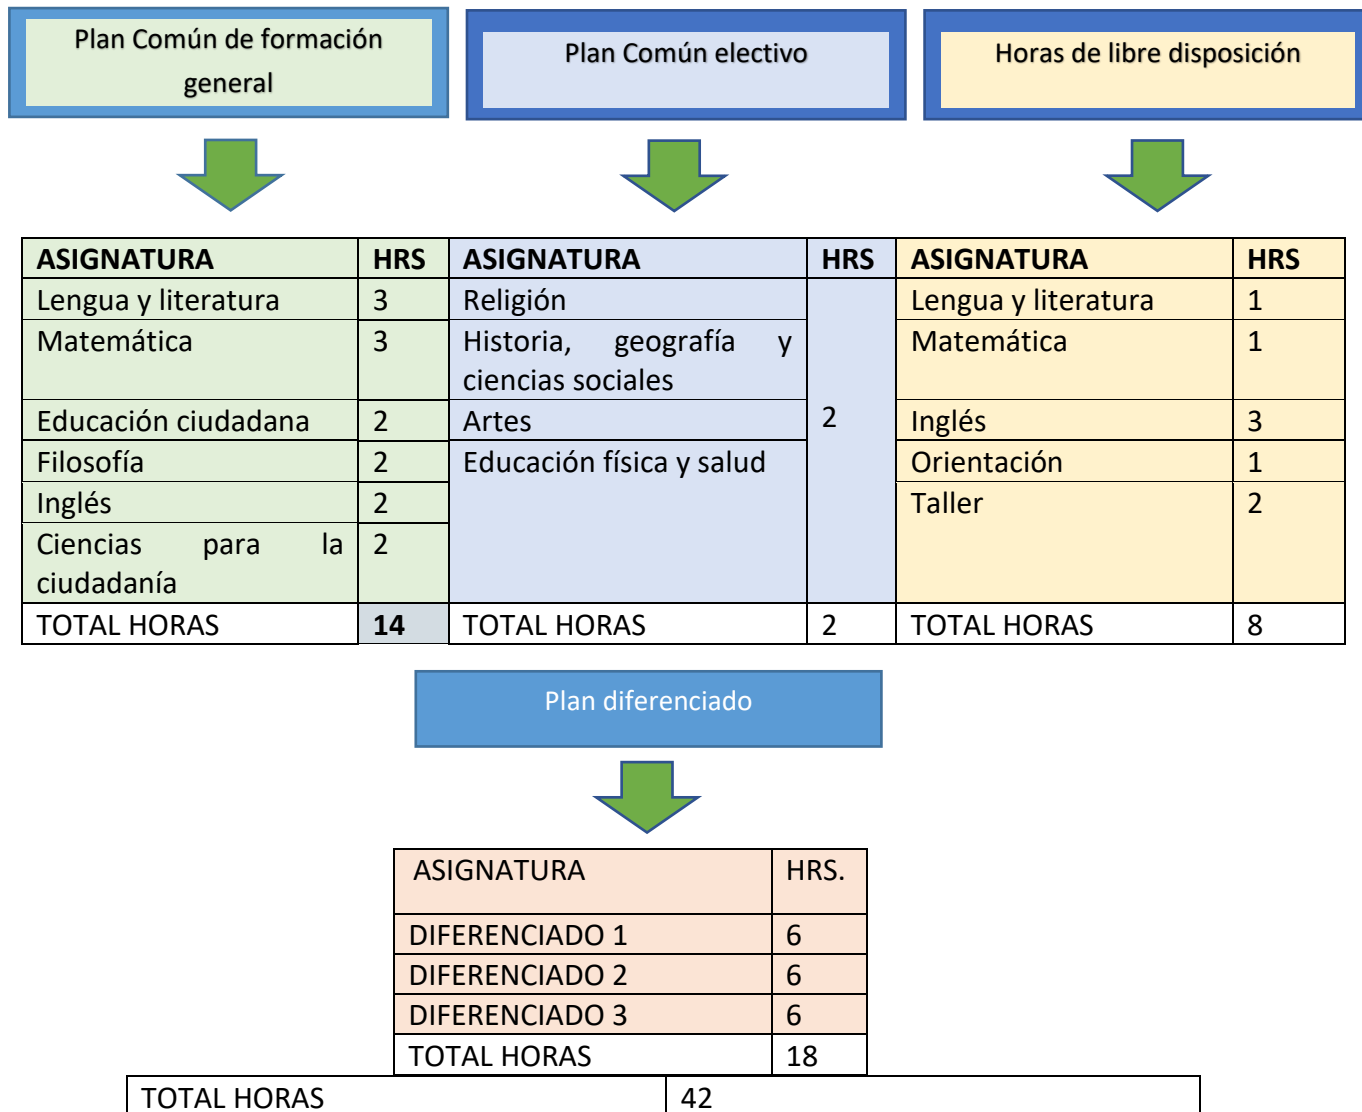 Plan Común de formación
general
Plan Común electivo
Horas de libre disposición
ASIGNATURA HRS ASIGNATURA HRS ASIGNATURA HRS
Lengua y literatura 3 Religión 2 Lengua y literatura 1
Matemática 3 Historia, geografía y Matemática 1
ciencias sociales
Educación ciudadana 2 Artes Inglés 3
Filosofía 2 Educación física y salud Orientación 1
Inglés 2 Taller 2
Ciencias para la 2
ciudadanía
TOTAL HORAS 14 TOTAL HORAS 2 TOTAL HORAS 8
Plan diferenciado
ASIGNATURA HRS.
DIFERENCIADO 1 6
DIFERENCIADO 2 6
DIFERENCIADO 3 6
TOTAL HORAS 18
TOTAL HORAS 42